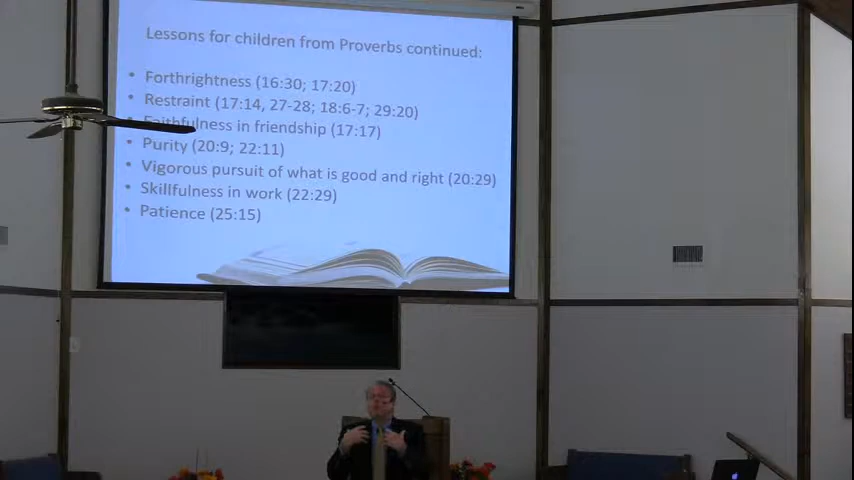 Lessons for children from Proverbs continued:
• Forthrightness (16:30; 17:20)
• Restraint (17:14, 27-28; 18:6-7; 29:20)
• Faithfulness in friendship (17:17)
• Purity (20:9; 22:11)
• Vigorous pursuit of what is good and right (20:29)
• Skillfulness in work (22:29)
• Patience (25:15)